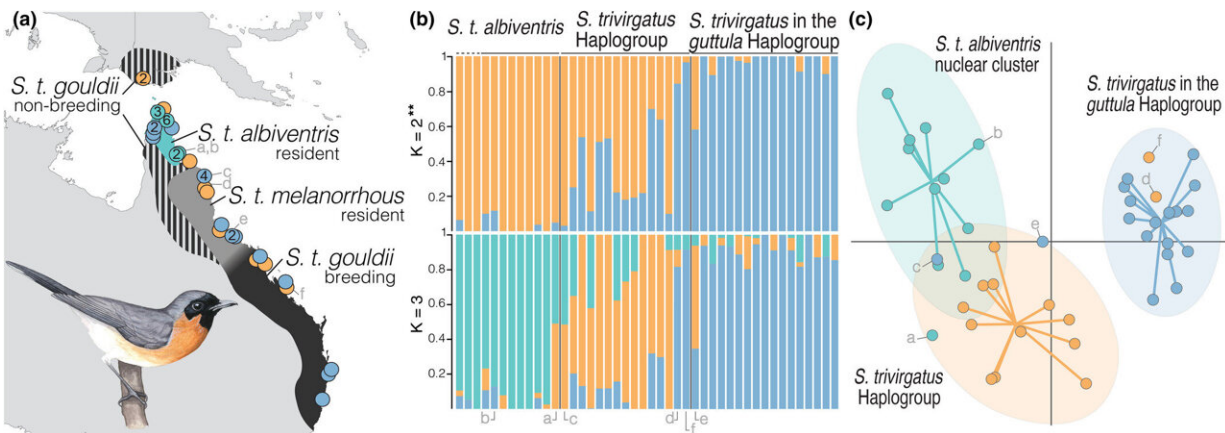 (a)
2
S. t. gouldii
non-breeding
3
6
2
S. t. albiventris
resident
2
a,b
4
c
d
S. t. melanorrhous
resident
e
2
S. t. gouldii
breeding
f
(b)
S. t. albiventris
S. trivirgatus
Haplogroup
S. trivirgatus in the
guttula Haplogroup
K = 2**
1
0.8
0.6
0.4
0.2
K = 3
1
0.8
0.6
0.4
0.2
b
a
c
d
f
e
(c)
S. t. albiventris
nuclear cluster
S. trivirgatus in the
guttula Haplogroup
b
f
d
e
c
a
S. trivirgatus
Haplogroup